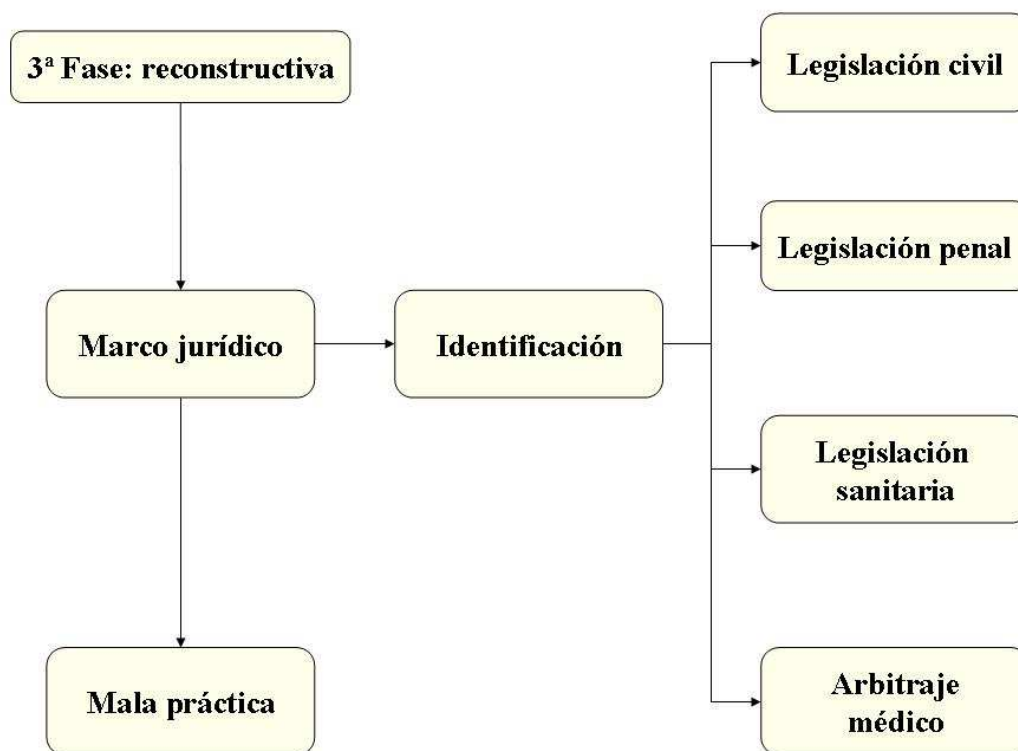 3ª Fase: reconstructiva
Legislación civil
Legislación penal
Marco jurídico
Identificación
Legislación
sanitaria
Mala práctica
Arbitraje
médico